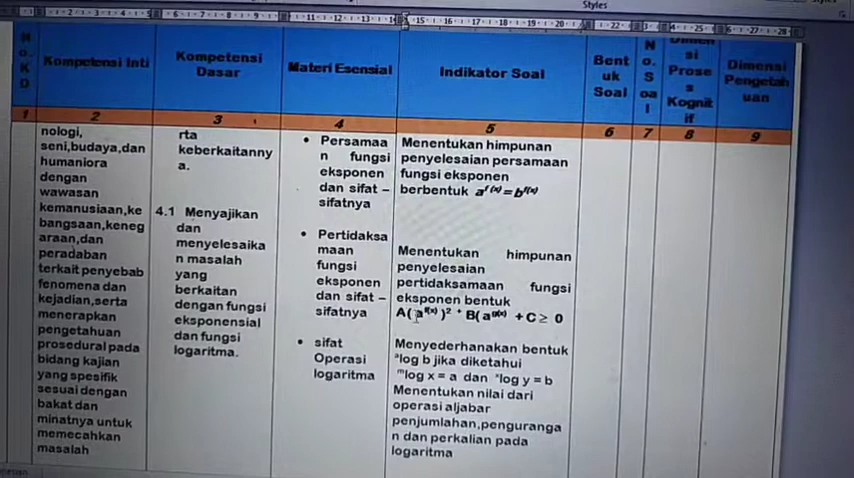 Styles
No. KD
Kompetensi Inti
Kompetensi
Dasar
Materi Esensial
Indikator Soal
Bent
uk
Soal
N
o.
S
oa
l
Dimen
si
Prose
s
Kognit
if
Dimensi
Pengetah
uan
1 2 3 4 5 6 7 8 9
nologi,
seni,budaya,dan
humaniora
dengan
wawasan
kemanusiaan,ke
bangsaan,keneg
araan,dan
peradaban
terkait penyebab
fenomena dan
kejadian,serta
menerapkan
pengetahuan
prosedural pada
bidang kajian
yang spesifik
sesuai dengan
bakat dan
minatnya untuk
memecahkan
masalah
rta
keberkaitanny
a.
4.1 Menyajikan
dan
menyelesaika
n masalah
yang
berkaitan
dengan fungsi
eksponensial
dan fungsi
logaritma.
• Persamaa
n fungsi
eksponen
dan sifat –
sifatnya
• Pertidaksa
maan
fungsi
eksponen
dan sifat –
sifatnya
• sifat
Operasi
logaritma
Menentukan himpunan
penyelesaian persamaan
fungsi eksponen
berbentuk a^f(x) = b^f(x)
Menentukan himpunan
penyelesaian
pertidaksamaan fungsi
eksponen bentuk
A(a^f(x))² + B(a^g(x) + C ≥ 0
Menyederhanakan bentuk
ᵃlog b jika diketahui
ᵐlog x = a dan log y = b
Menentukan nilai dari
operasi aljabar
penjumlahan,penguranga
n dan perkalian pada
logaritma